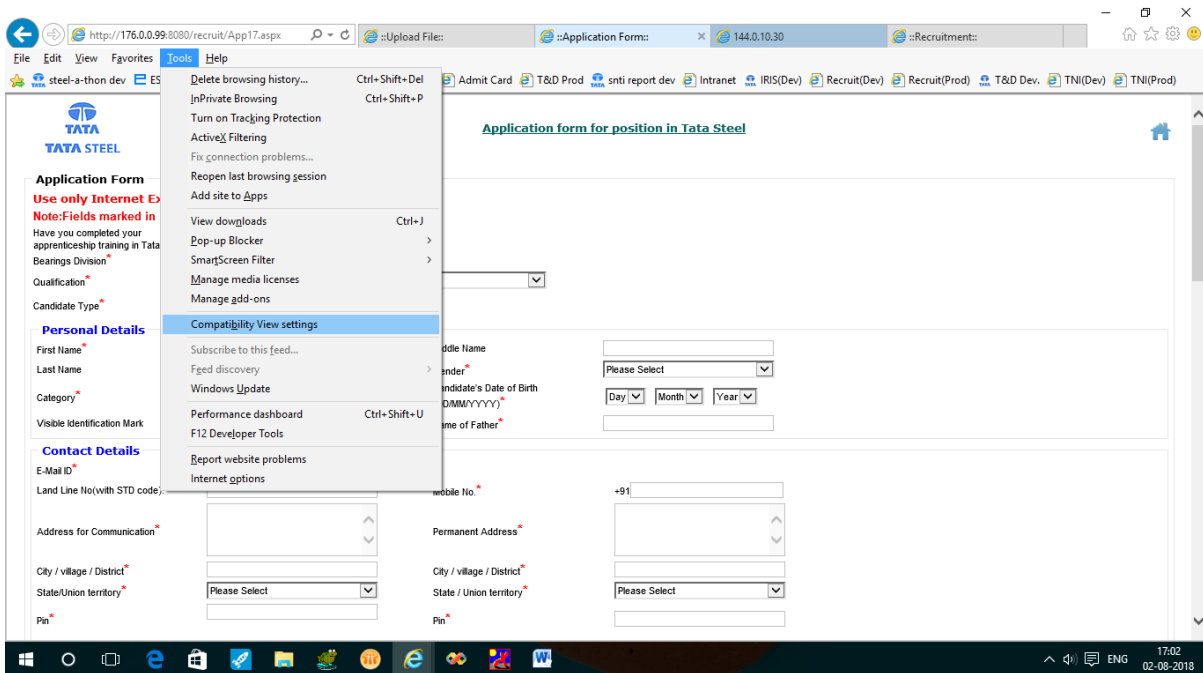 http://176.0.0.99:8080/recruit/App17.aspx
::Upload File::
::Application Form::
144.0.10.30
::Recruitment::
File Edit View Favorites Tools Help
steel-a-thon dev
Admit Card T&D Prod snti report dev Intranet IRIS(Dev) Recruit(Dev) Recruit(Prod) T&D Dev. TNI(Dev) TNI(Prod)
Delete browsing history... Ctrl+Shift+Del
InPrivate Browsing Ctrl+Shift+P
Turn on Tracking Protection
ActiveX Filtering
Fix connection problems...
Reopen last browsing session
Add site to Apps
View downloads Ctrl+J
Pop-up Blocker
SmartScreen Filter
Manage media licenses
Manage add-ons
Compatibility View settings
Subscribe to this feed...
Feed discovery
Windows Update
Performance dashboard Ctrl+Shift+U
F12 Developer Tools
Report website problems
Internet options
TATA
TATA STEEL
Application form for position in Tata Steel
Application Form
Use only Internet
Note:Fields marked in
Have you completed your
apprenticeship training in Tata
Bearings Division*
Qualification*
Candidate Type*
Personal Details
First Name*
Name
Last Name
Please Select
Category*
Date of Birth
Day Month Year
Visible Identification Mark
of Father*
Contact Details
E-Mail ID*
Land Line No(with STD code)
Mobile No.* +91
Address for Communication*
Permanent Address*
City / village / District*
City / village / District*
State/Union territory* Please Select
State / Union territory* Please Select
Pin*
Pin*
ENG
17:02
02-08-2018